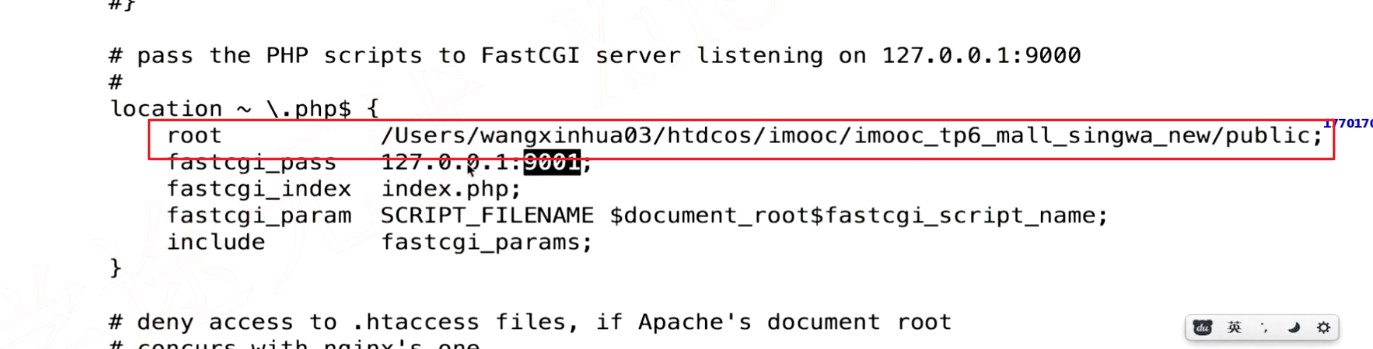 #}
# pass the PHP scripts to FastCGI server listening on 127.0.0.1:9000
#
location ~ \.php$ {
root /Users/wangxinhua03/htdcos/imooc/imooc_tp6_mall_singwa_new/public;
fastcgi_pass 127.0.0.1:9001;
fastcgi_index index.php;
fastcgi_param SCRIPT_FILENAME $document_root$fastcgi_script_name;
include fastcgi_params;
}
# deny access to .htaccess files, if Apache's document root
# concurs with nginx's one
du 英